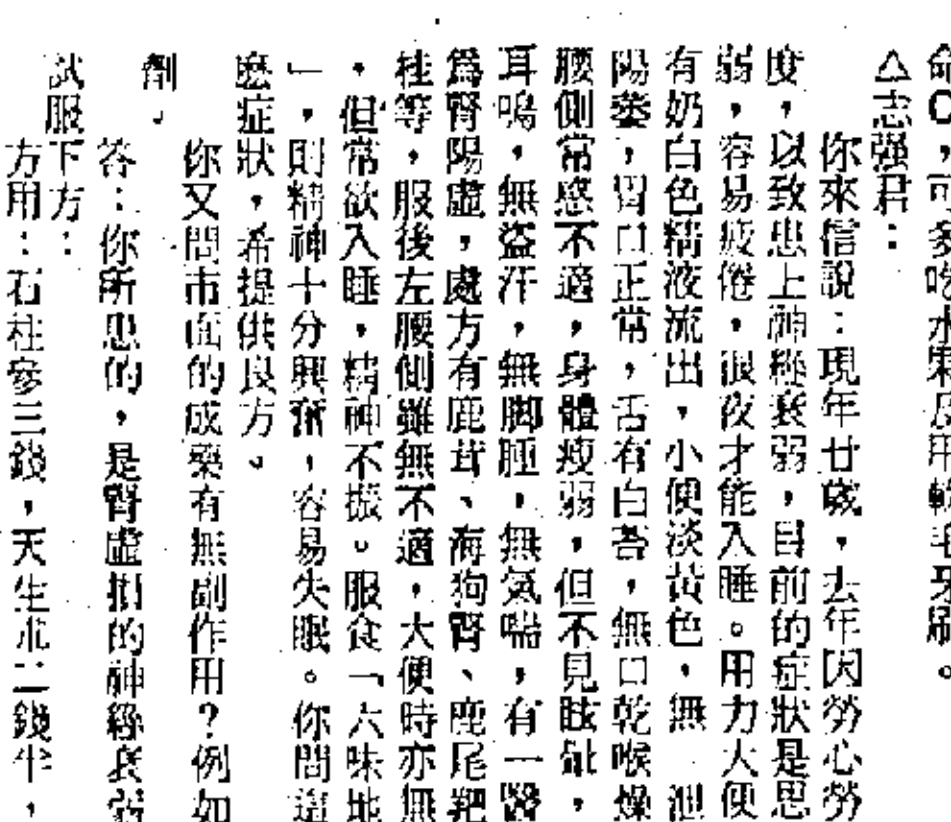 命C，可多吃水果及用軟毛牙刷。
△志强君：
你來信說：現年廿歲，去年因勞心勞
度，以致患上神經衰弱，目前的症狀是思
弱，容易疲倦，很夜才能入睡。用力大便
有奶白色精液流出，小便淡黃色，無泄
陽萎，胃口正常，舌有白苔，無口乾喉燥
腰側常感不適，身體瘦弱，但不見眩，
耳鳴，無盜汗，無脚腫，無氣喘，有一醫
爲腎陽虛，處方有鹿茸、海狗腎、鹿尾羓
桂等，服後左腰側雖無不適，大便時亦無
，但常欲入睡，精神不振。服食「六味地
」，則精神十分興奮，容易失眠。你問這
麽症狀，希提供良方。
你又問市面的成藥有無副作用？例如
劑。
答：你所患的，是腎虛損的神經衰弱
試服下方：
方用：石柱參三錢，天生朮二錢半，